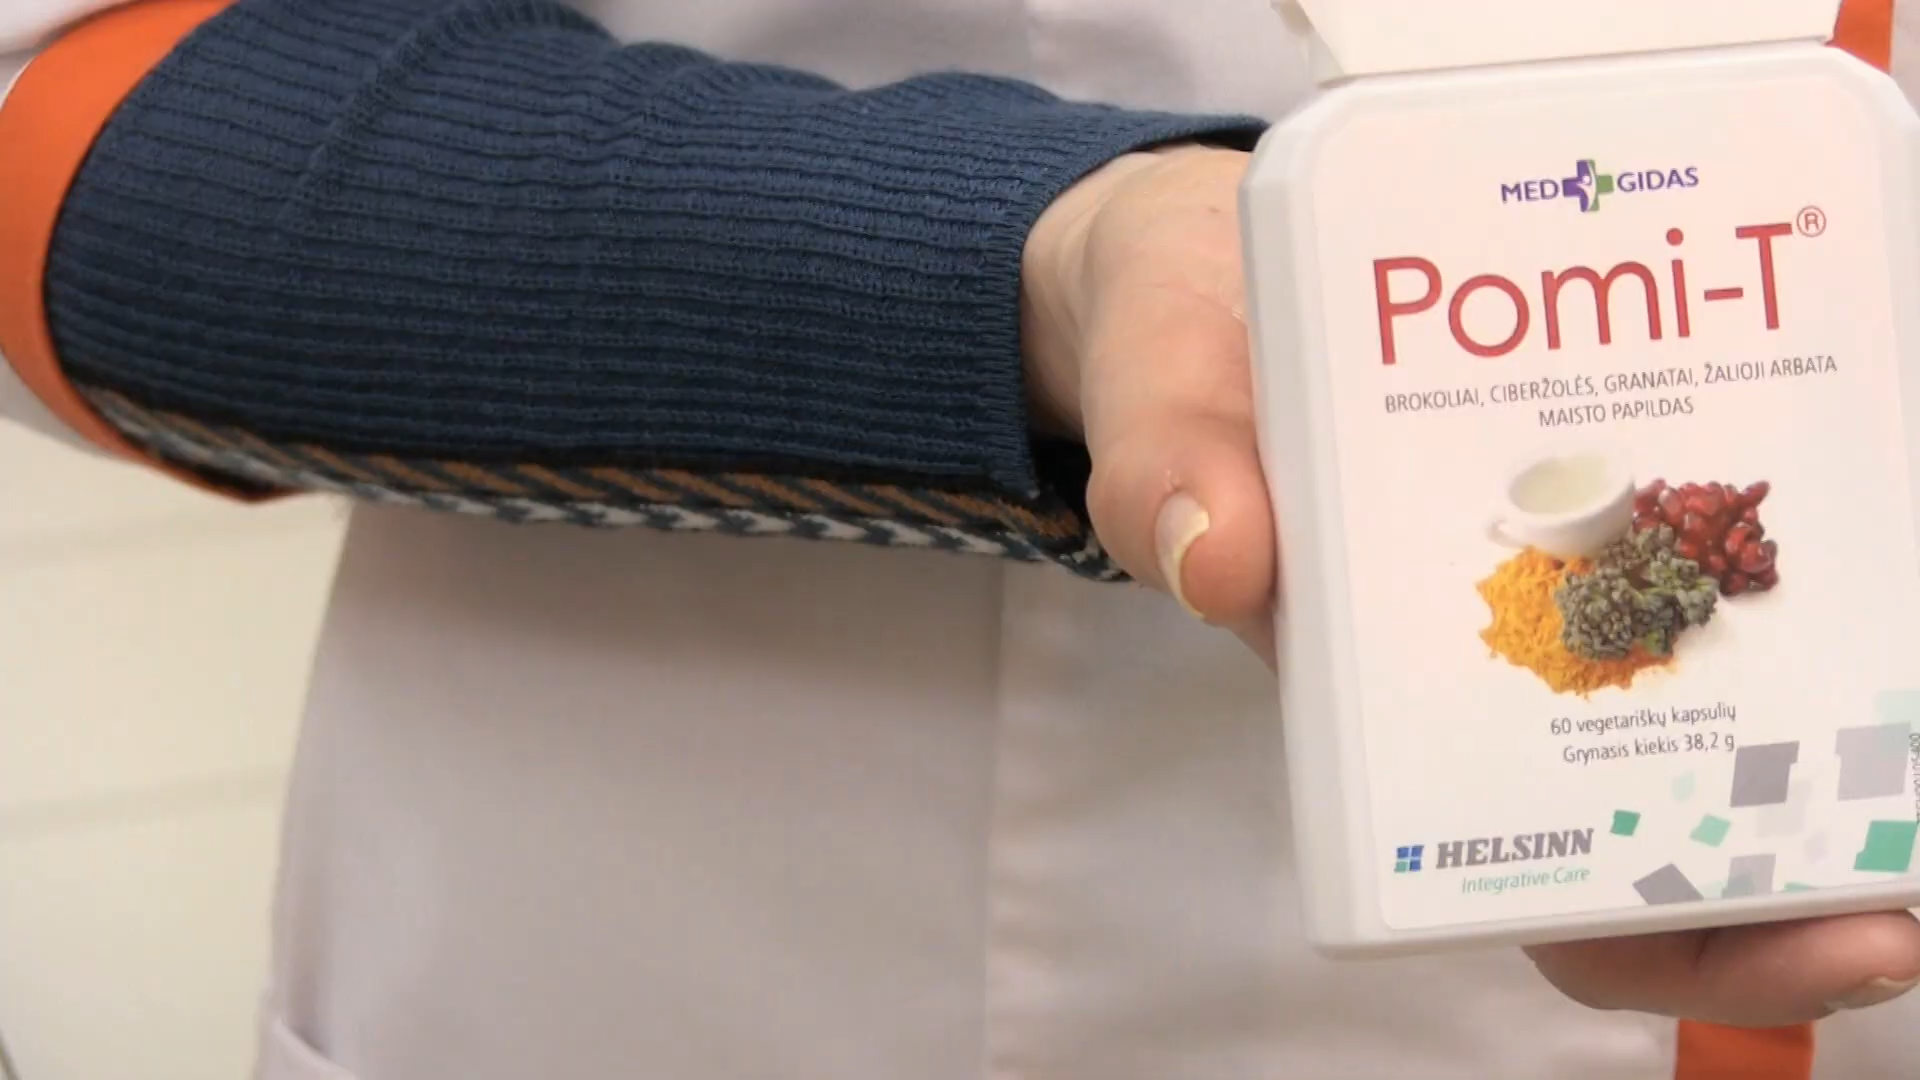 MED GIDAS
Pomi-T®
BROKOLIAI, CIBERŽOLĖS, GRANATAI, ŽALIOJI ARBATA
MAISTO PAPILDAS
60 vegetariškų kapsulių
Grynasis kiekis 38,2 g
HELSINN
Integrative Care